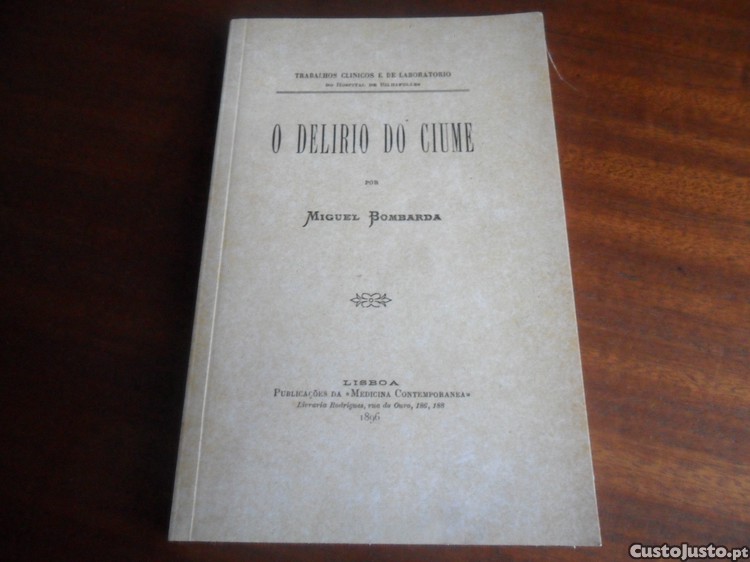 TRABALHOS CLINICOS E DE LABORATORIO
DO HOSPITAL DE RILHAFOLLES
O DELIRIO DO CIUME
POR
MIGUEL BOMBARDA
LISBOA
PUBLICAÇÕES DA «MEDICINA CONTEMPORANEA»
Livraria Rodrigues, rua do Ouro, 186, 188
1896
© CustoJusto.pt